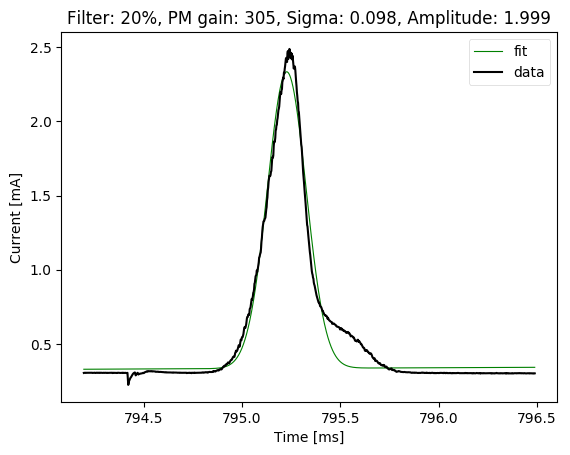 Filter: 20%, PM gain: 305, Sigma: 0.098, Amplitude: 1.999
fit
data
2.5
2.0
1.5
1.0
0.5
Current [mA]
794.5 795.0 795.5 796.0 796.5
Time [ms]